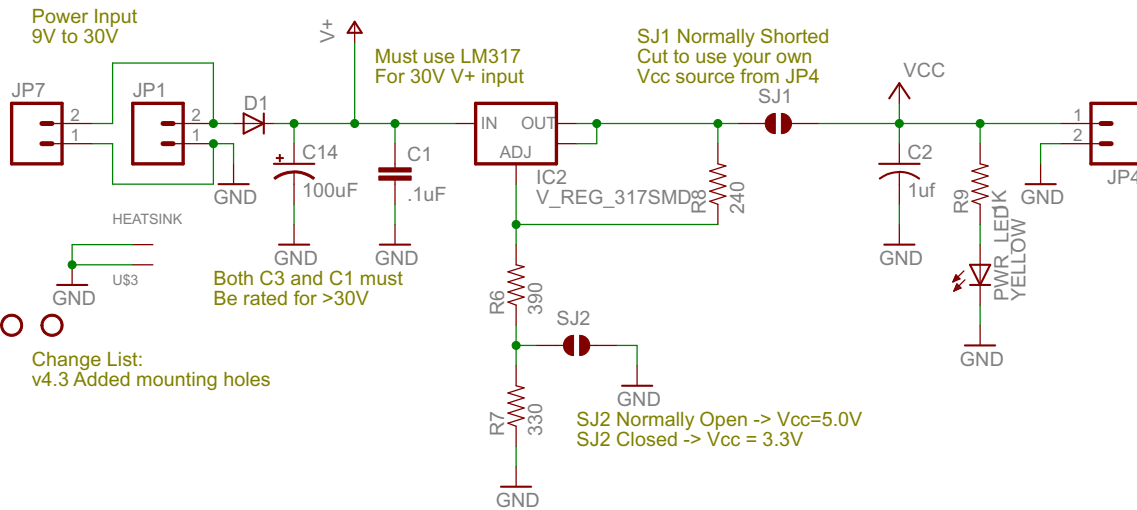 Power Input
9V to 30V
V+
Must use LM317
For 30V V+ input
SJ1 Normally Shorted
Cut to use your own
Vcc source from JP4
SJ1
VCC
JP7
2
1
JP1
2
1
D1
GND
C14
100uF
GND
C1
.1uF
GND
IN
OUT
ADJ
IC2
V_REG_317SMD
R8
240
C2
1uf
GND
R9
1K
PWR_LED
YELLOW
GND
1
2
JP4
GND
HEATSINK
U$3
GND
Both C3 and C1 must
Be rated for >30V
R6
390
SJ2
GND
R7
330
GND
Change List:
v4.3 Added mounting holes
SJ2 Normally Open -> Vcc=5.0V
SJ2 Closed -> Vcc = 3.3V